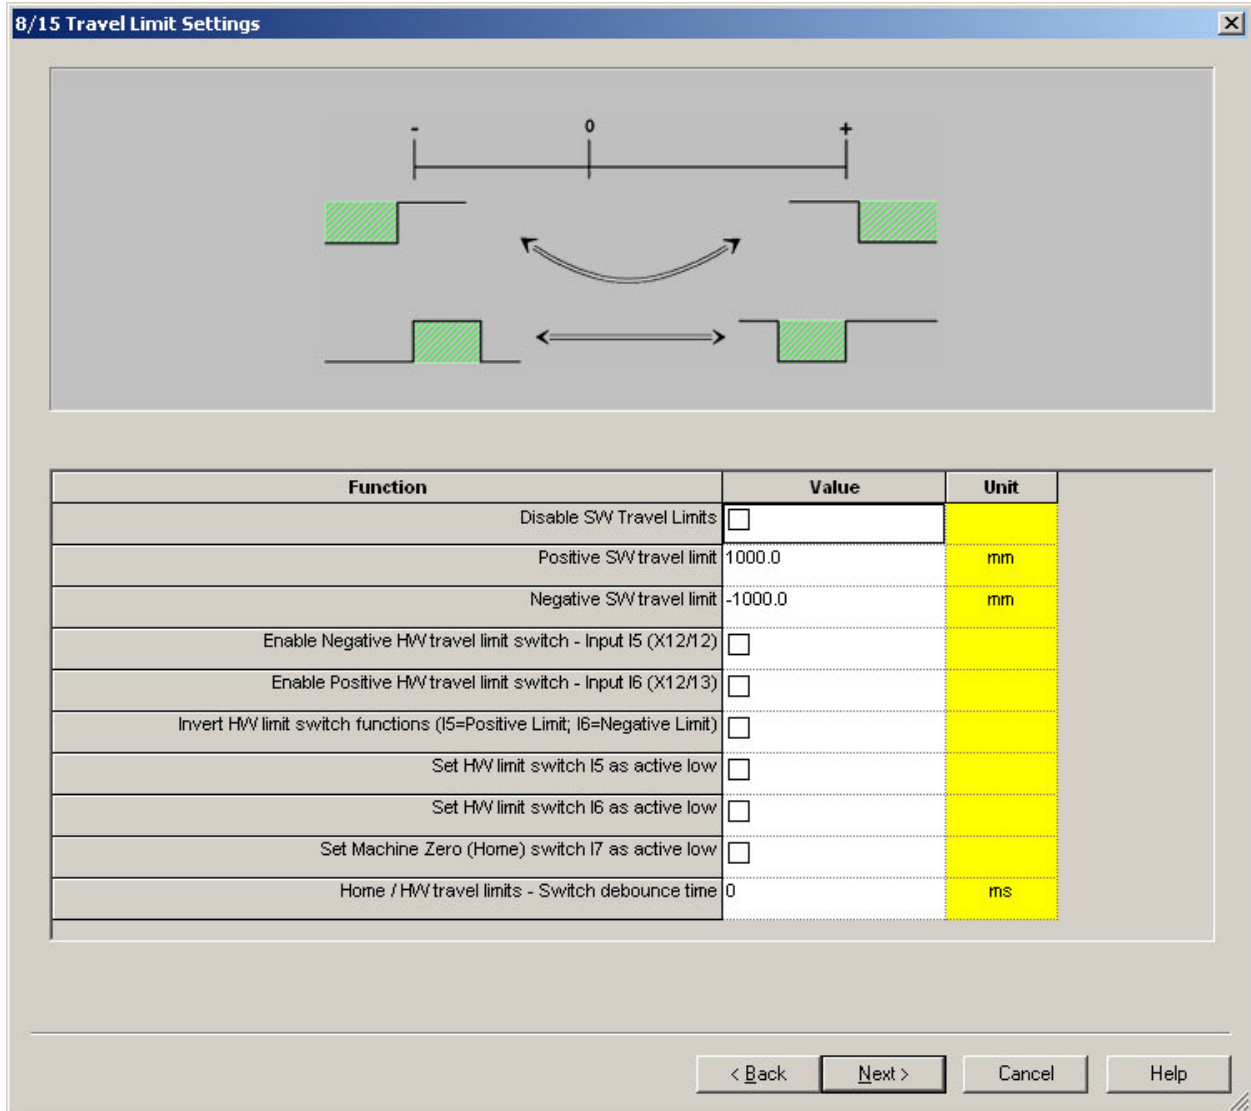 8/15 Travel Limit Settings
- 0 +
Function Value Unit
Disable SW Travel Limits
Positive SW travel limit 1000.0 mm
Negative SW travel limit -1000.0 mm
Enable Negative HW travel limit switch - Input I5 (X12/12)
Enable Positive HW travel limit switch - Input I6 (X12/13)
Invert HW limit switch functions (I5=Positive Limit; I6=Negative Limit)
Set HW limit switch I5 as active low
Set HW limit switch I6 as active low
Set Machine Zero (Home) switch I7 as active low
Home / HW travel limits - Switch debounce time 0 ms
< Back Next > Cancel Help